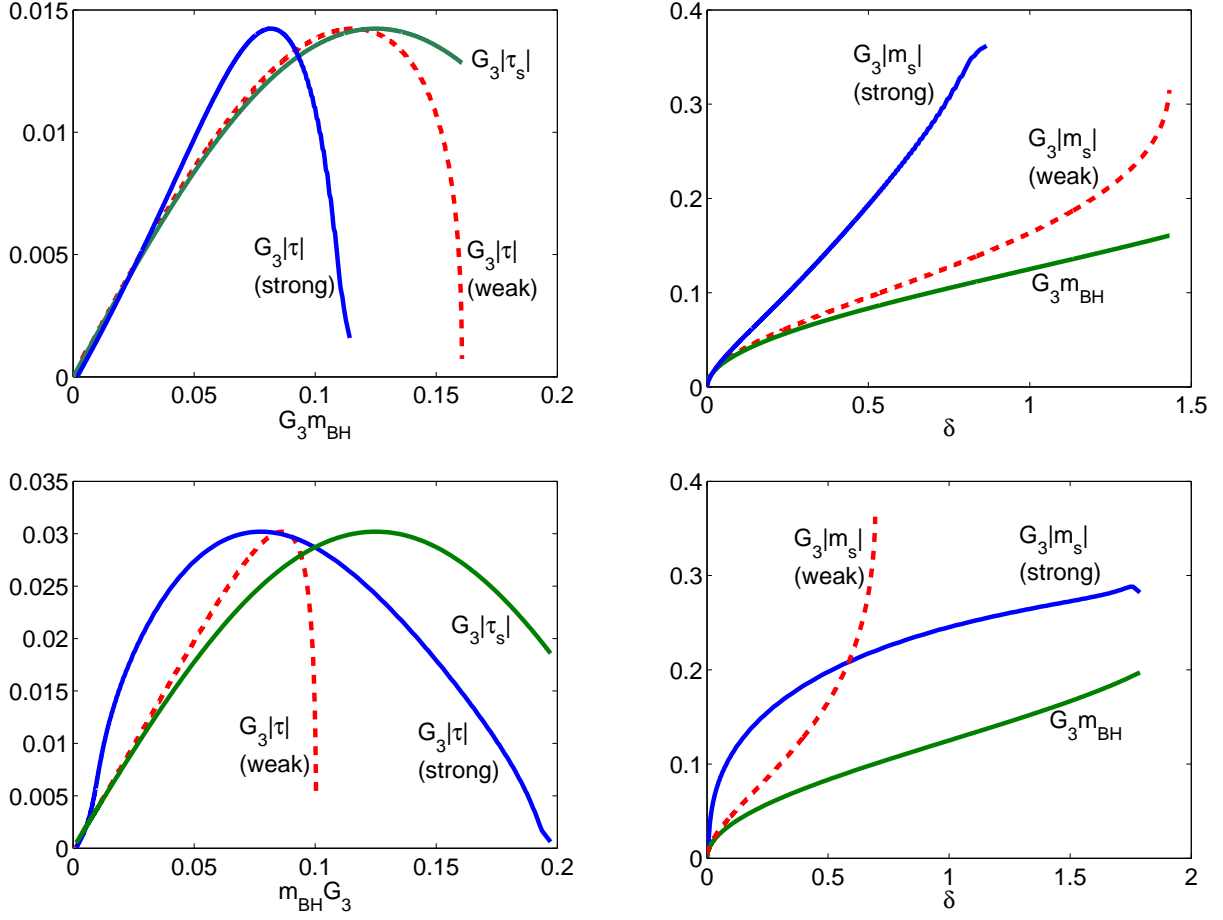 0.015
0.01
0.005
0
0 0.05 0.1 0.15 0.2
G₃|τₛ|
G₃|τ|
(strong)
G₃|τ|
(weak)
G₃m_BH
0.4
0.3
0.2
0.1
0
0 0.5 1 1.5
G₃|mₛ|
(strong)
G₃|mₛ|
(weak)
G₃m_BH
δ
0.035
0.03
0.025
0.02
0.015
0.01
0.005
0
0 0.05 0.1 0.15 0.2
G₃|τₛ|
G₃|τ|
(weak)
G₃|τ|
(strong)
m_BHG₃
0.4
0.3
0.2
0.1
0
0 0.5 1 1.5 2
G₃|mₛ|
(weak)
G₃|mₛ|
(strong)
G₃m_BH
δ